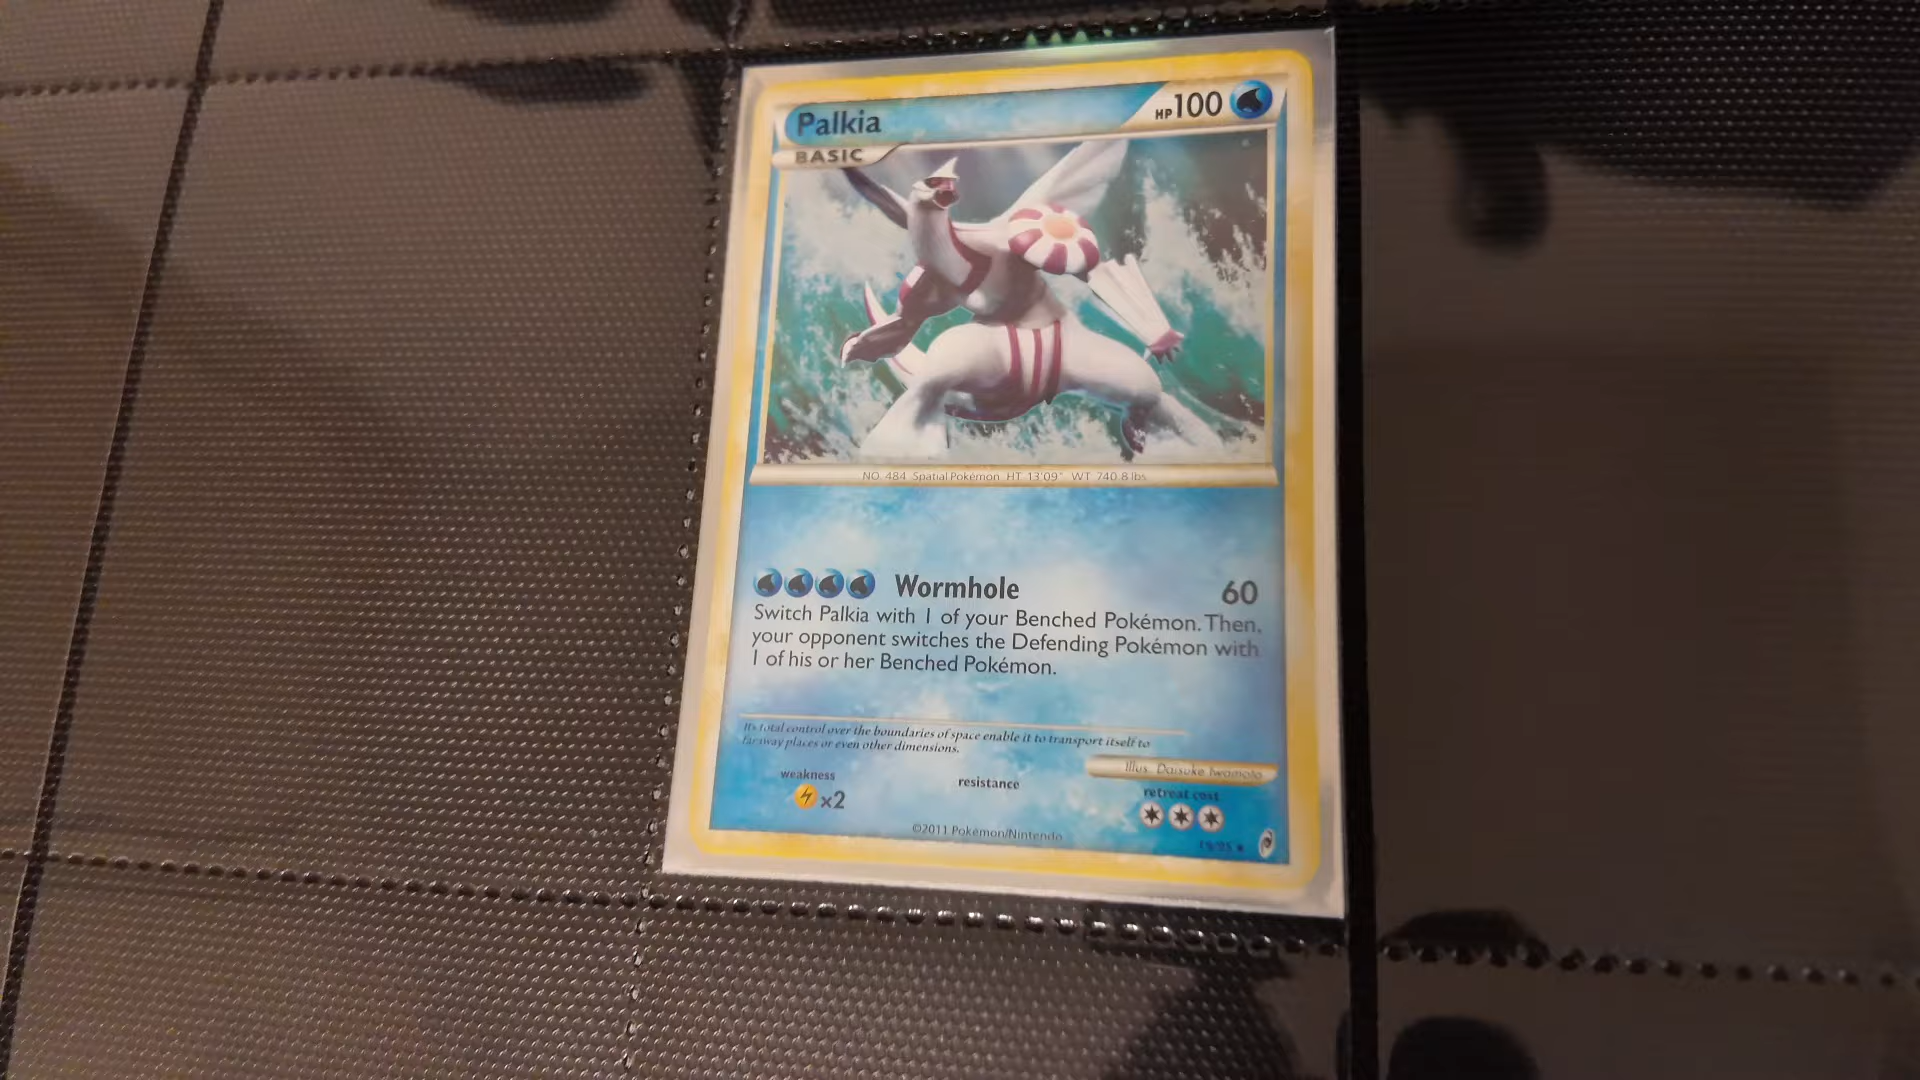 Palkia
HP 100
BASIC
NO. 484 Spatial Pokémon HT 13'09" WT 740.8 lbs.
Wormhole 60
Switch Palkia with 1 of your Benched Pokémon. Then,
your opponent switches the Defending Pokémon with
1 of his or her Benched Pokémon.
Its total control over the boundaries of space enable it to transport itself to
faraway places or even other dimensions.
Illus. Daisuke Iwamoto
weakness
x2
resistance
retreat cost
©2011 Pokémon/Nintendo